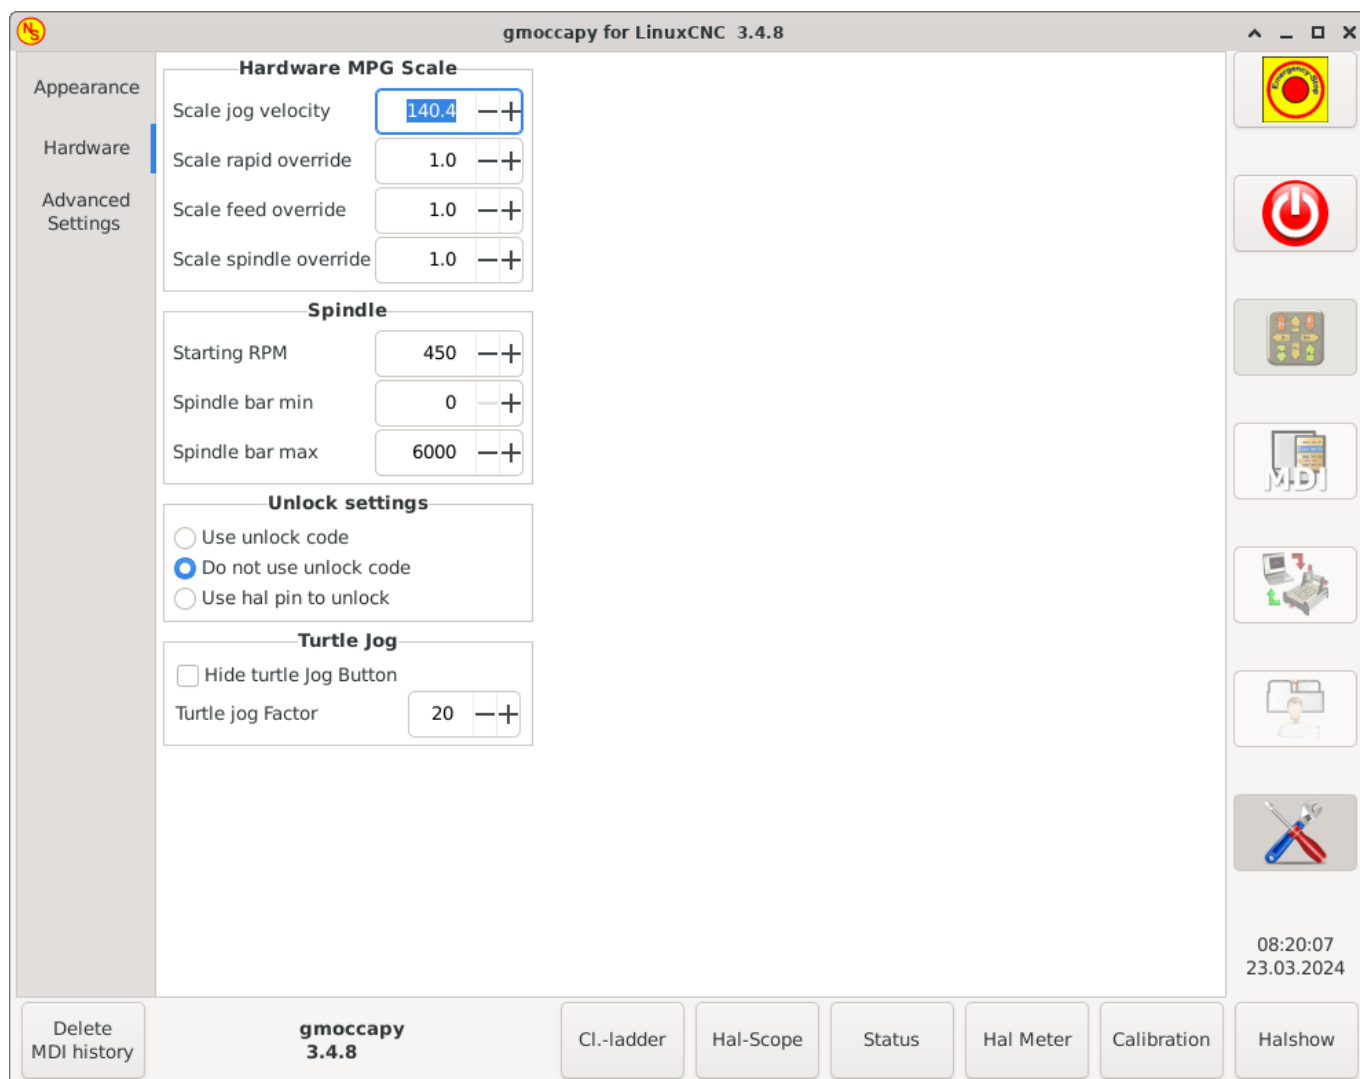 NS
gmoccapy for LinuxCNC 3.4.8
Appearance
Hardware
Advanced
Settings
Hardware MPG Scale
Scale jog velocity 140.4
Scale rapid override 1.0
Scale feed override 1.0
Scale spindle override 1.0
Spindle
Starting RPM 450
Spindle bar min 0
Spindle bar max 6000
Unlock settings
Use unlock code
Do not use unlock code
Use hal pin to unlock
Turtle Jog
Hide turtle Jog Button
Turtle jog Factor 20
Emergency-Stop
MDI
08:20:07
23.03.2024
Delete
MDI history
gmoccapy
3.4.8
Cl.-ladder
Hal-Scope
Status
Hal Meter
Calibration
Halshow